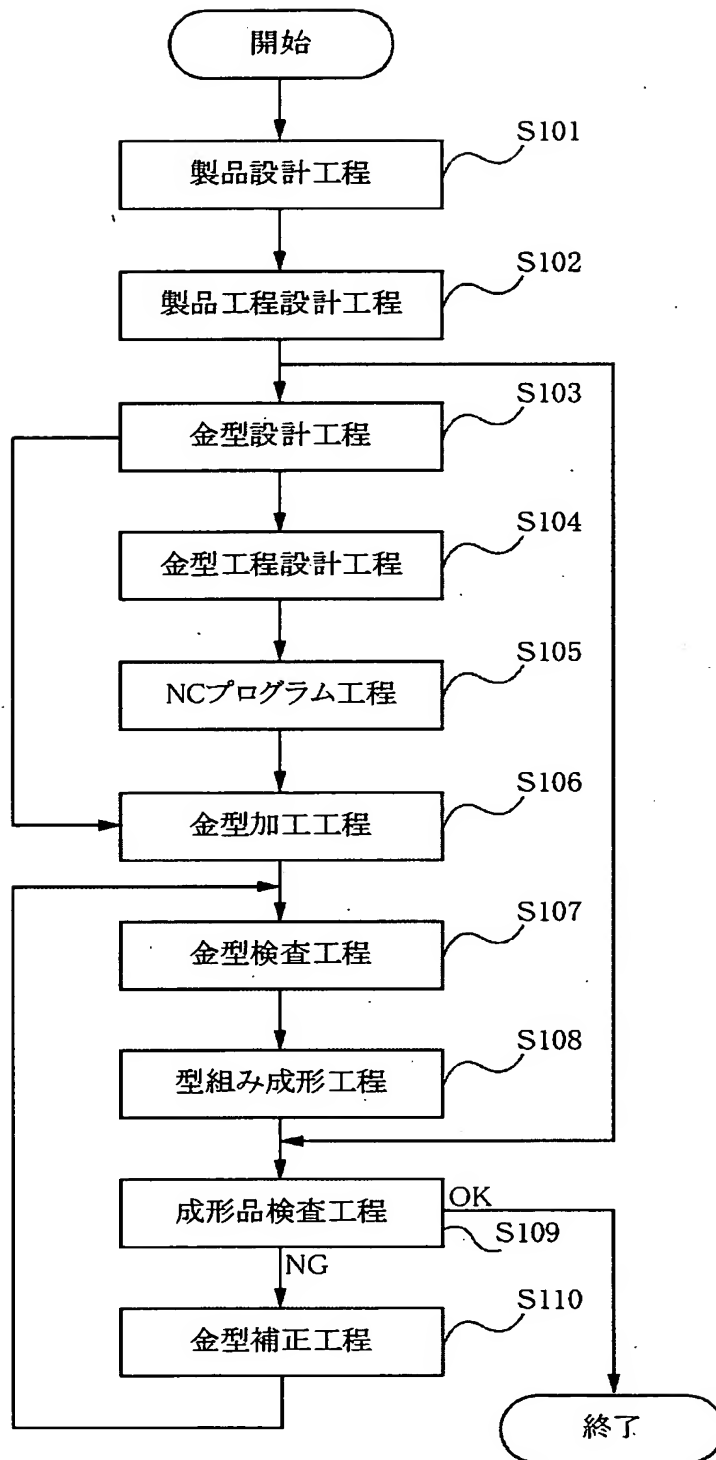 開始
S101
製品設計工程
S102
製品工程設計工程
S103
金型設計工程
S104
金型工程設計工程
S105
NCプログラム工程
S106
金型加工工程
S107
金型検査工程
S108
型組み成形工程
成形品検査工程
OK
S109
NG
S110
金型補正工程
終了